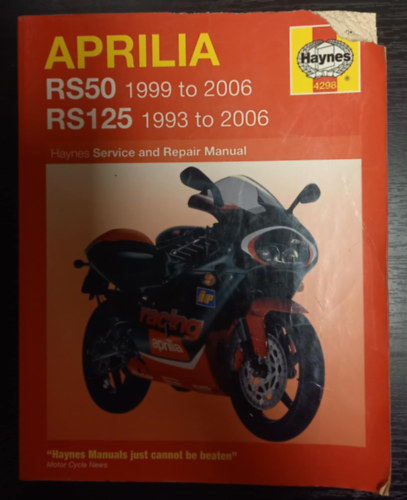 APRILIA
RS50 1999 to 2006
RS125 1993 to 2006
Haynes
4298
Haynes Service and Repair Manual
racing
aprilia
"Haynes Manuals just cannot be beaten"
Motor Cycle News